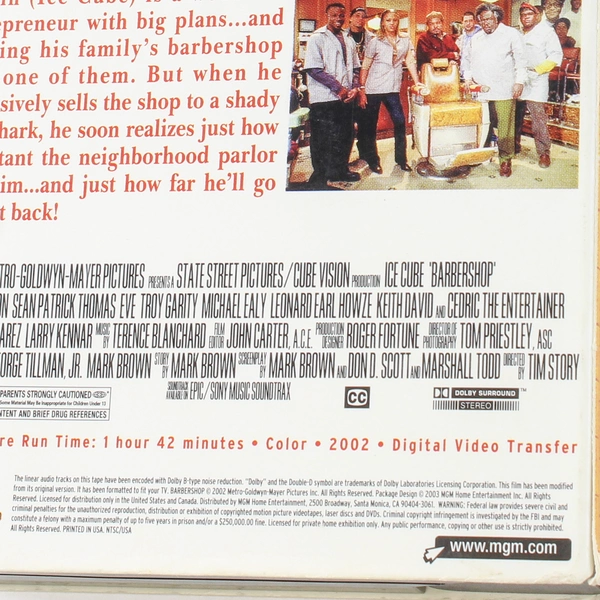 in (Ice Cube) is a
epreneur with big plans...and
ing his family's barbershop
one of them. But when he
sively sells the shop to a shady
hark, he soon realizes just how
tant the neighborhood parlor
im...and just how far he'll go
t back!
TRO-GOLDWYN-MAYER PICTURES PRESENTS A STATE STREET PICTURES/CUBE VISION PRODUCTION ICE CUBE 'BARBERSHOP'
ON SEAN PATRICK THOMAS EVE TROY GARITY MICHAEL EALY LEONARD EARL HOWZE KEITH DAVID AND CEDRIC THE ENTERTAINER
AREZ LARRY KENNAR MUSIC BY TERENCE BLANCHARD FILM EDITOR JOHN CARTER, A.C.E. PRODUCTION DESIGNER ROGER FORTUNE DIRECTOR OF PHOTOGRAPHY TOM PRIESTLEY, ASC
ORGE TILLMAN, JR. MARK BROWN STORY BY MARK BROWN SCREENPLAY BY MARK BROWN AND DON D. SCOTT AND MARSHALL TODD DIRECTED BY TIM STORY
SOUNDTRACK AVAILABLE ON EPIC/SONY MUSIC SOUNDTRAX
PARENTS STRONGLY CAUTIONED
Some Material May Be Inappropriate for Children Under 13
NTENT AND BRIEF DRUG REFERENCES
CC
DOLBY SURROUND™
STEREO
re Run Time: 1 hour 42 minutes • Color • 2002 • Digital Video Transfer
The linear audio tracks on this tape have been encoded with Dolby B-type noise reduction. "Dolby" and the Double-D symbol are trademarks of Dolby Laboratories Licensing Corporation. This film has been modified
from its original version. It has been formatted to fit your TV. BARBERSHOP © 2002 Metro-Goldwyn-Mayer Pictures Inc. All Rights Reserved. Package Design © 2003 MGM Home Entertainment Inc. All Rights
Reserved. Licensed for distribution only in the United States and Canada. Distributed by MGM Home Entertainment, 2500 Broadway, Santa Monica, CA 90404-3061. WARNING: Federal law provides severe civil and
criminal penalties for the unauthorized reproduction, distribution or exhibition of copyrighted motion picture videotapes, laser discs and DVDs. Criminal copyright infringement is investigated by the FBI and may
constitute a felony with a maximum penalty of up to five years in prison and/or a $250,000.00 fine. Licensed for private home exhibition only. Any public performance, copying or other use is strictly prohibited.
All Rights Reserved. PRINTED IN USA. NTSC/USA
www.mgm.com